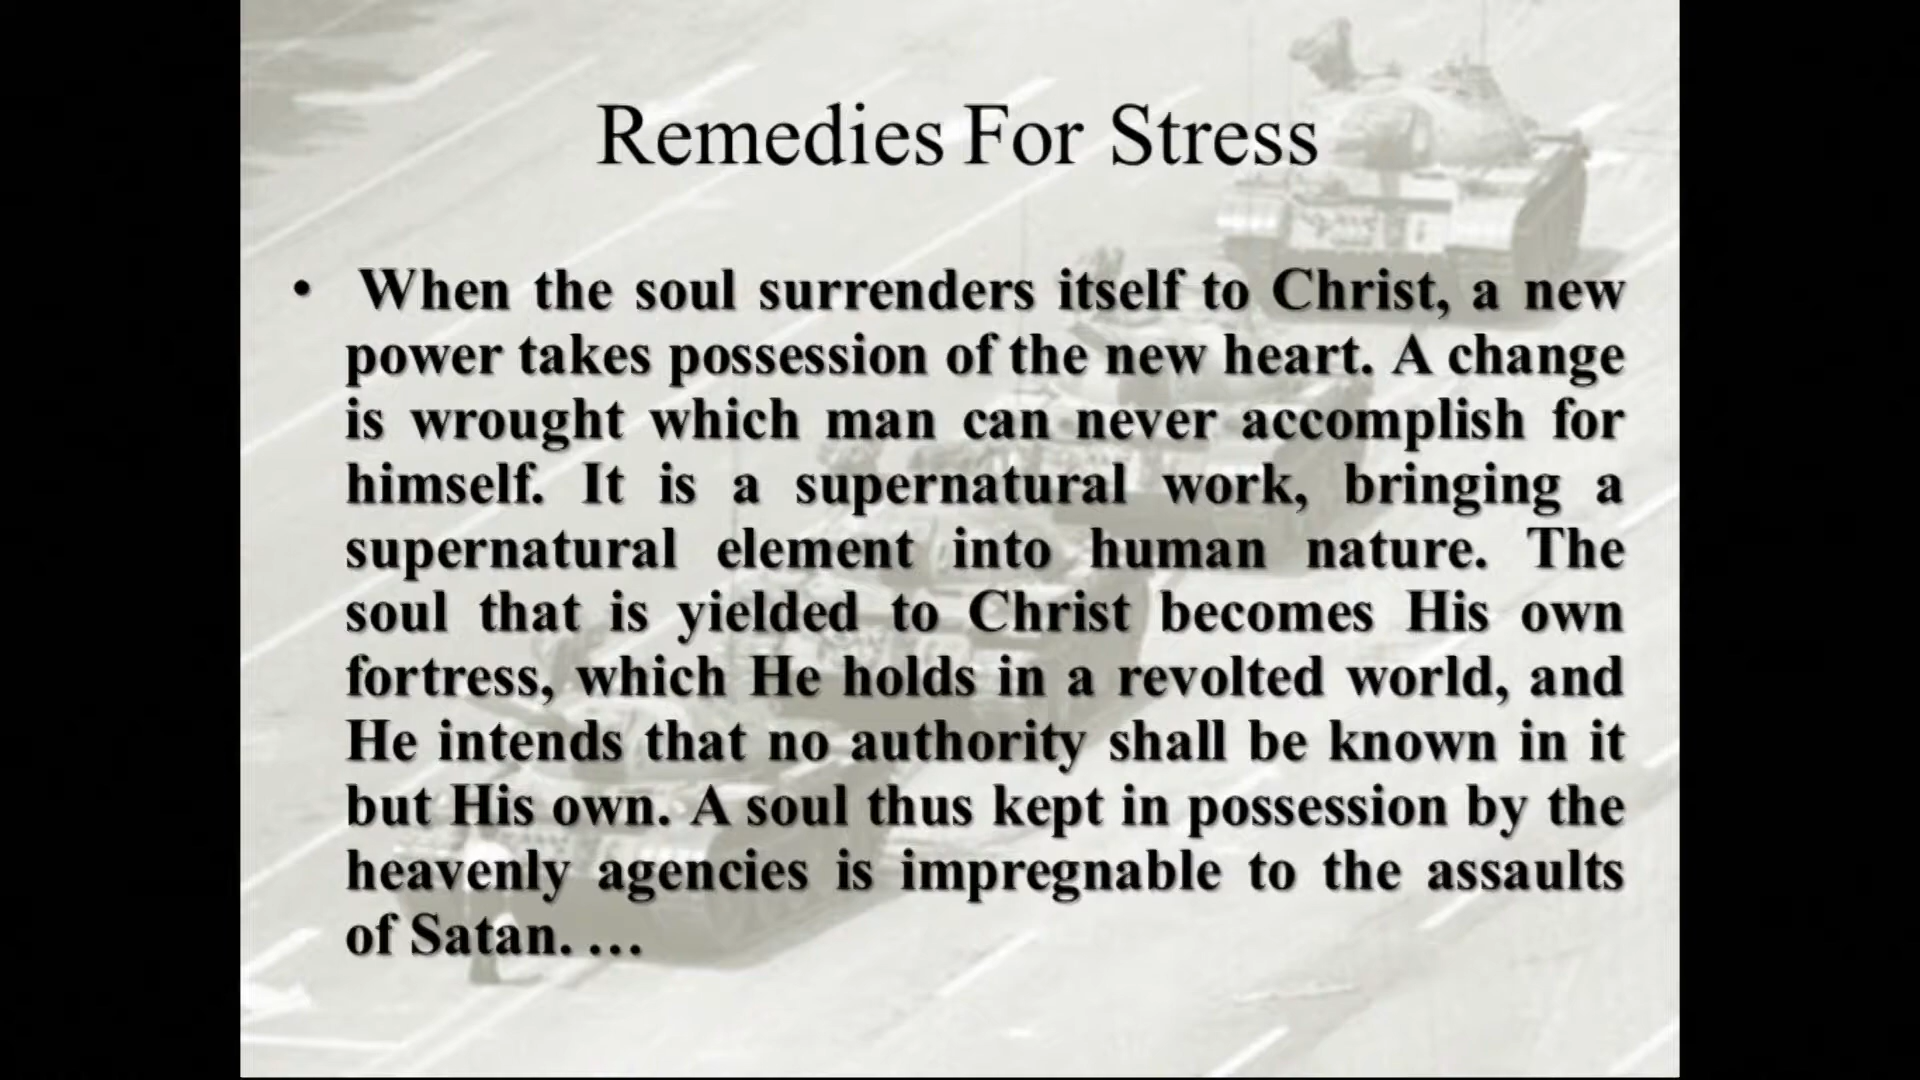 Remedies For Stress
• When the soul surrenders itself to Christ, a new
power takes possession of the new heart. A change
is wrought which man can never accomplish for
himself. It is a supernatural work, bringing a
supernatural element into human nature. The
soul that is yielded to Christ becomes His own
fortress, which He holds in a revolted world, and
He intends that no authority shall be known in it
but His own. A soul thus kept in possession by the
heavenly agencies is impregnable to the assaults
of Satan. …